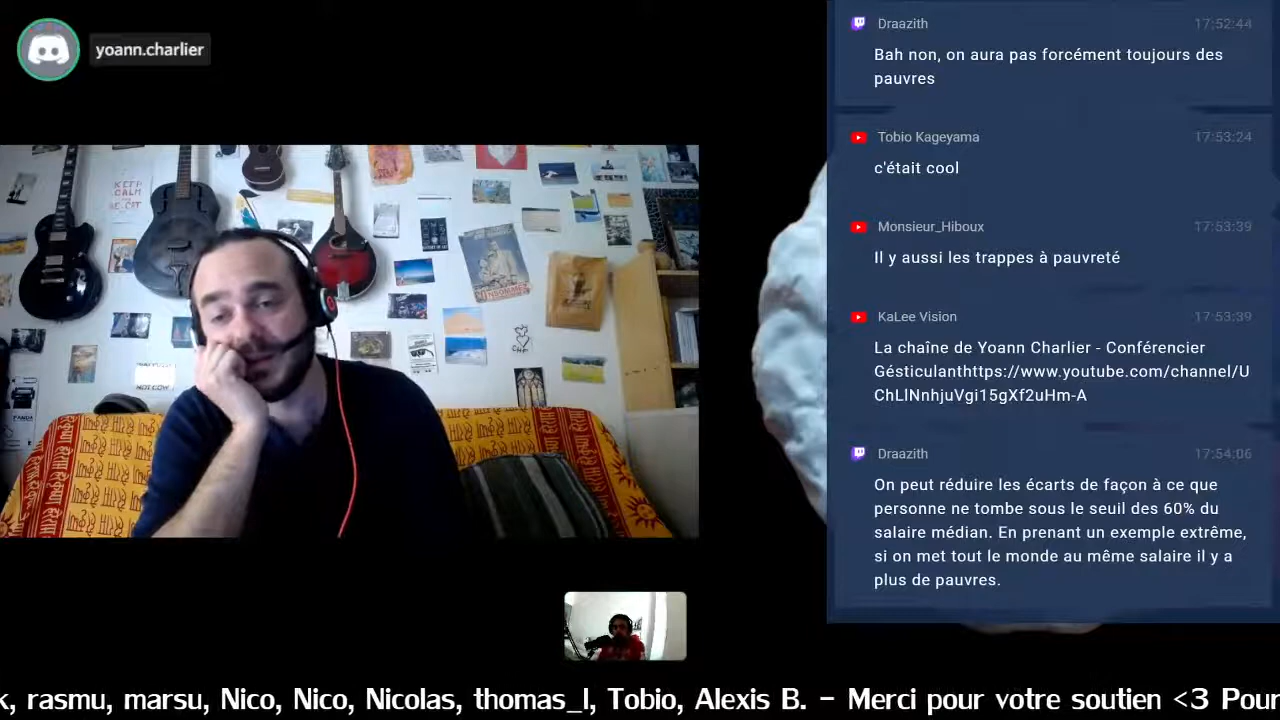 yoann.charlier
KEEP
CALM
INSOMNIES
Draazith 17:52:44
Bah non, on aura pas forcément toujours des
pauvres
Tobio Kageyama 17:53:24
c'était cool
Monsieur_Hiboux 17:53:39
Il y aussi les trappes à pauvreté
KaLee Vision 17:53:39
La chaîne de Yoann Charlier - Conférencier
Gésticulanthttps://www.youtube.com/channel/U
ChLlNnhjuVgi15gXf2uHm-A
Draazith 17:54:06
On peut réduire les écarts de façon à ce que
personne ne tombe sous le seuil des 60% du
salaire médian. En prenant un exemple extrême,
si on met tout le monde au même salaire il y a
plus de pauvres.
k, rasmu, marsu, Nico, Nico, Nicolas, thomas_l, Tobio, Alexis B. - Merci pour votre soutien <3 Pour